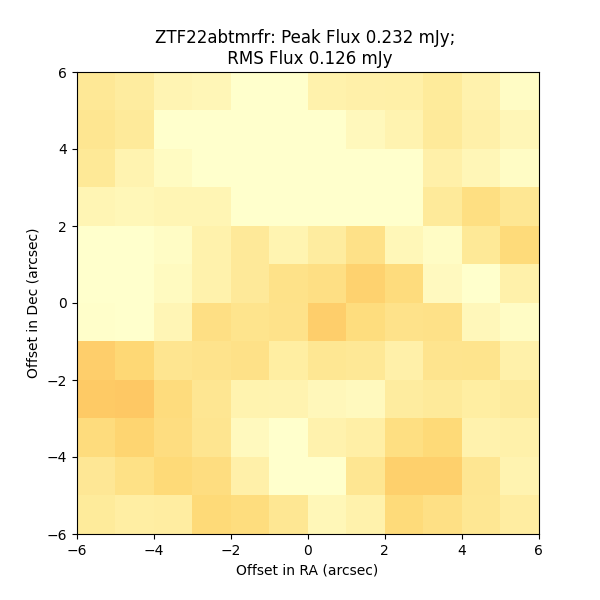 ZTF22abtmrfr: Peak Flux 0.232 mJy;
RMS Flux 0.126 mJy
6
4
2
0
−2
−4
−6
Offset in Dec (arcsec)
−6 −4 −2 0 2 4 6
Offset in RA (arcsec)